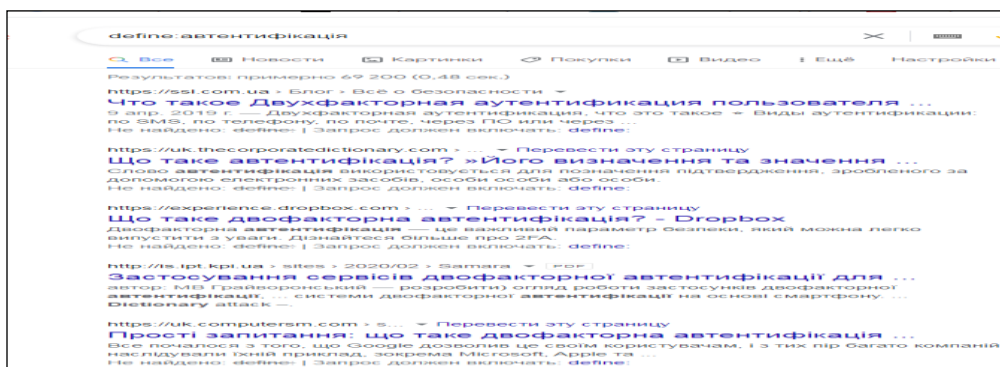 define:автентифікація
Все Новости Картинки Покупки Видео Ещё Настройки
Результатов: примерно 69 200 (0,48 сек.)
https://ssl.com.ua › Блог › Всё о безопасности
Что такое Двухфакторная аутентификация пользователя ...
9 апр. 2019 г. — Двухфакторная аутентификация, что это такое • Виды аутентификации:
по SMS, по телефону, по почте, через ПО или через ...
Не найдено: define: | Запрос должен включать: define:
https://uk.thecorporatedictionary.com › ... Перевести эту страницу
Що таке автентифікація? »Його визначення та значення ...
Слово автентифікація використовується для позначення підтвердження, зробленого за
допомогою електронних засобів, особи особи або особи.
Не найдено: define: | Запрос должен включать: define:
https://experience.dropbox.com › ... Перевести эту страницу
Що таке двофакторна автентифікація? - Dropbox
Двофакторна автентифікація — це важливий параметр безпеки, який можна легко
випустити з уваги. Дізнайтеся більше про 2FA.
Не найдено: define: | Запрос должен включать: define:
http://is.ipt.kpi.ua › sites › 2020/02 › Samara PDF
Застосування сервісів двофакторної автентифікації для ...
автор: МВ Грайворонський — розробити) огляд роботи застосунків двофакторної
автентифікації, ... системи двофакторної автентифікації на основі смартфону. ...
Dictionary attack –.
https://uk.computersm.com › s... Перевести эту страницу
Прості запитання: що таке двофакторна автентифікація ...
Все почалося з того, що Google дозволив це своїм користувачам, і з тих пір багато компаній
наслідували їхній приклад, зокрема Microsoft, Apple та ...
Не найдено: define: | Запрос должен включать: define: